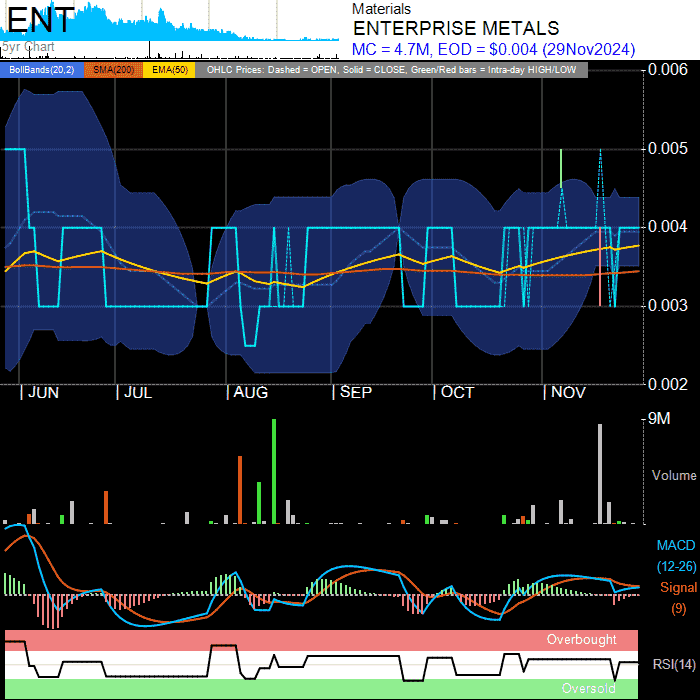 ENT
5yr Chart
Materials
ENTERPRISE METALS
MC = 4.7M, EOD = $0.004 (29Nov2024)
BollBands(20,2) SMA(200) EMA(50) OHLC Prices: Dashed = OPEN, Solid = CLOSE, Green/Red bars = Intra-day HIGH/LOW
0.006
0.005
0.004
0.003
0.002
| JUN | JUL | AUG | SEP | OCT | NOV
9M
Volume
MACD
(12-26)
Signal
(9)
Overbought
RSI(14)
Oversold